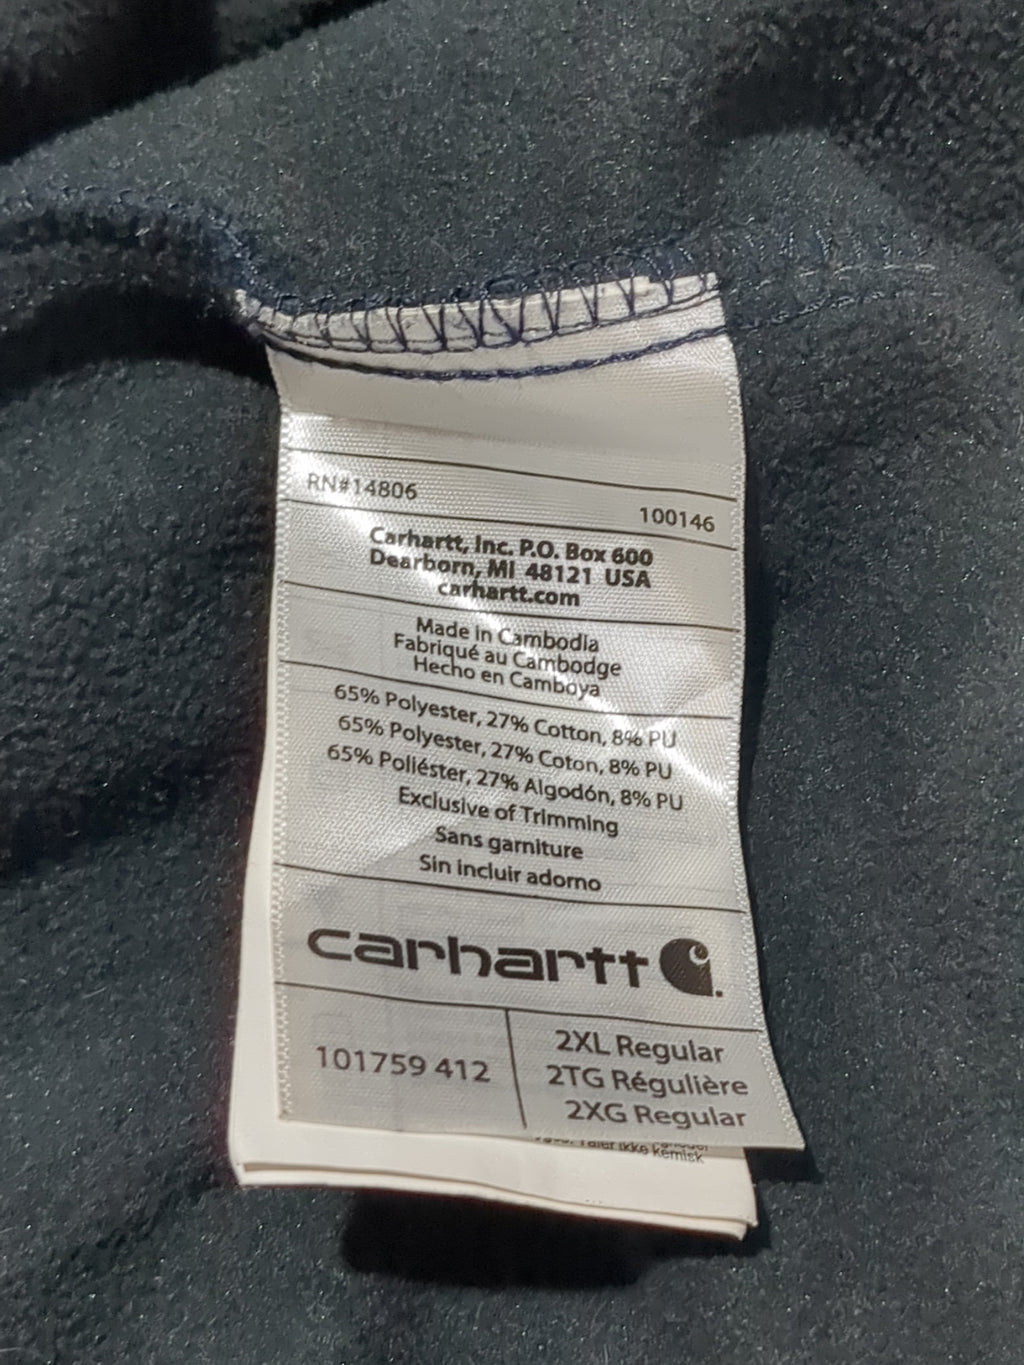 RN#14806
100146
Carhartt, Inc. P.O. Box 600
Dearborn, MI 48121 USA
carhartt.com
Made in Cambodia
Fabriqué au Cambodge
Hecho en Camboya
65% Polyester, 27% Cotton, 8% PU
65% Polyester, 27% Coton, 8% PU
65% Poliéster, 27% Algodón, 8% PU
Exclusive of Trimming
Sans garniture
Sin incluir adorno
carhartt
101759 412
2XL Regular
2TG Régulière
2XG Regular
ikke kemisk